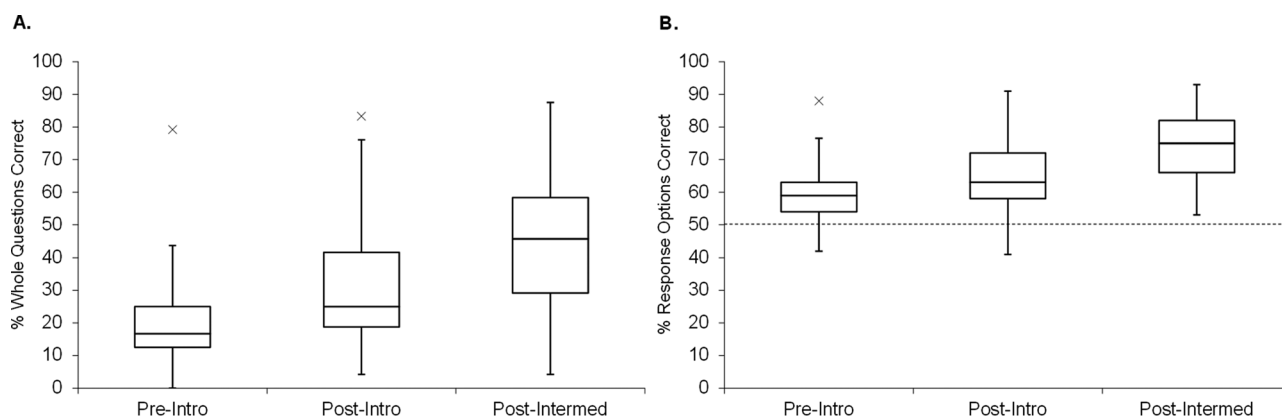 A.
% Whole Questions Correct
100
90
80
70
60
50
40
30
20
10
0
Pre-Intro
Post-Intro
Post-Intermed
B.
% Response Options Correct
100
90
80
70
60
50
40
30
20
10
0
Pre-Intro
Post-Intro
Post-Intermed